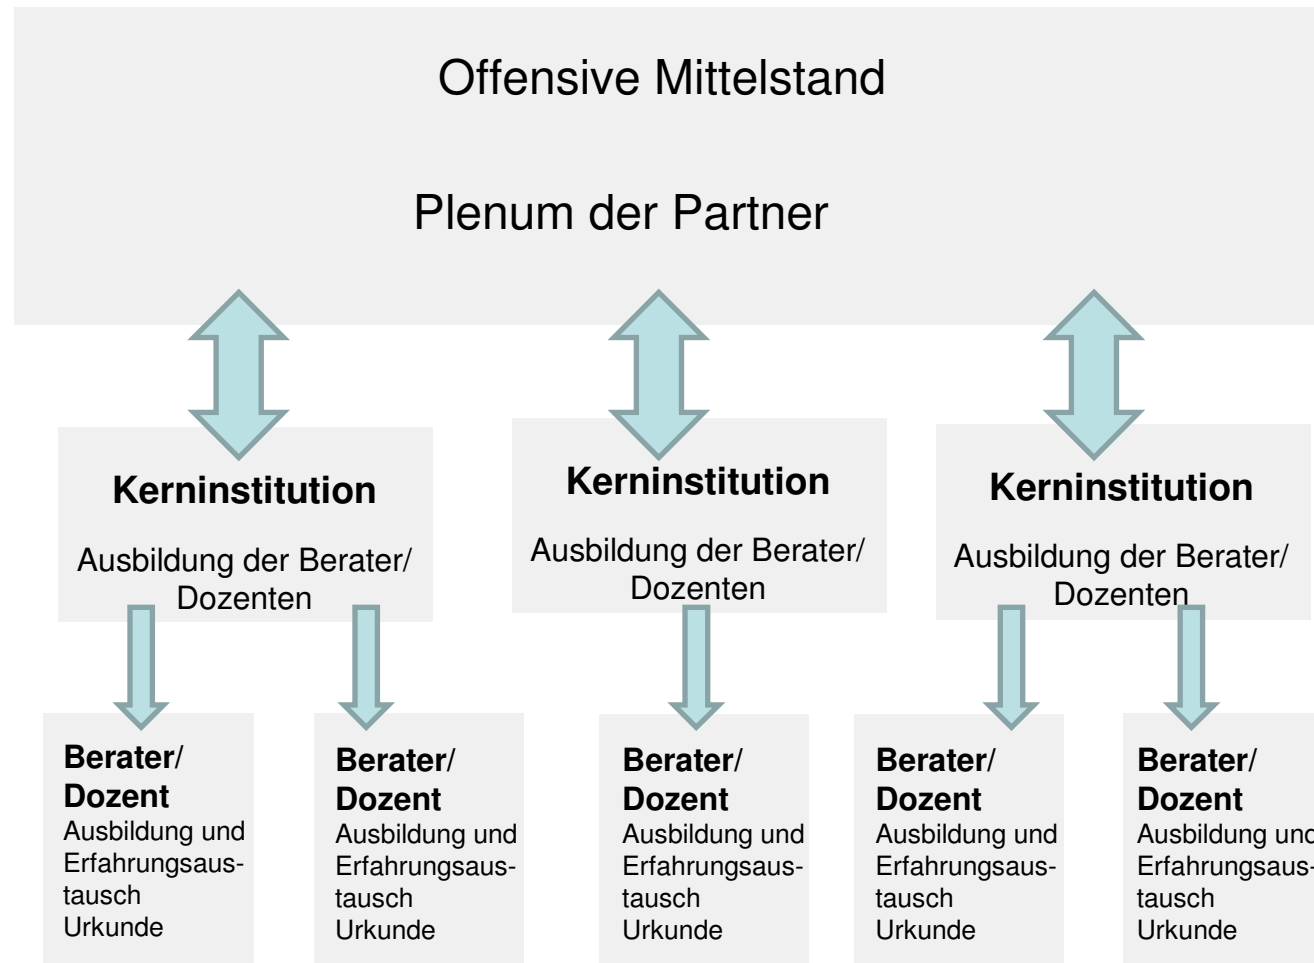 Offensive Mittelstand
Plenum der Partner
Kerninstitution
Ausbildung der Berater/
Dozenten
Kerninstitution
Ausbildung der Berater/
Dozenten
Kerninstitution
Ausbildung der Berater/
Dozenten
Berater/
Dozent
Ausbildung und
Erfahrungsaus-
tausch
Urkunde
Berater/
Dozent
Ausbildung und
Erfahrungsaus-
tausch
Urkunde
Berater/
Dozent
Ausbildung und
Erfahrungsaus-
tausch
Urkunde
Berater/
Dozent
Ausbildung und
Erfahrungsaus-
tausch
Urkunde
Berater/
Dozent
Ausbildung und
Erfahrungsaus-
tausch
Urkunde